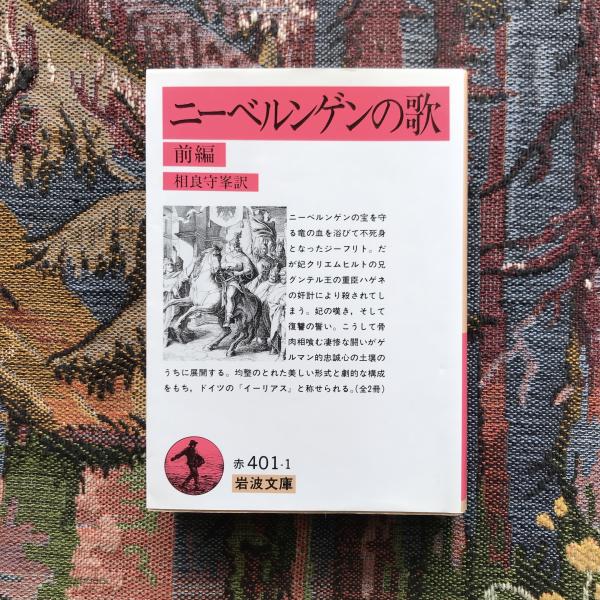 ニーベルンゲンの歌
前編
相良守峯訳
ニーベルンゲンの宝を守
る竜の血を浴びて不死身
となったジーフリト。だ
が妃クリエムヒルトの兄
グンテル王の重臣ハゲネ
の奸計により殺されてし
まう。妃の嘆き，そして
復讐の誓い。こうして骨
肉相喰む凄惨な闘いがゲ
ルマン的忠誠心の土壌の
うちに展開する。均整のとれた美しい形式と劇的な構成
をもち，ドイツの「イーリアス」と称せられる。（全2冊）
赤 401-1
岩波文庫